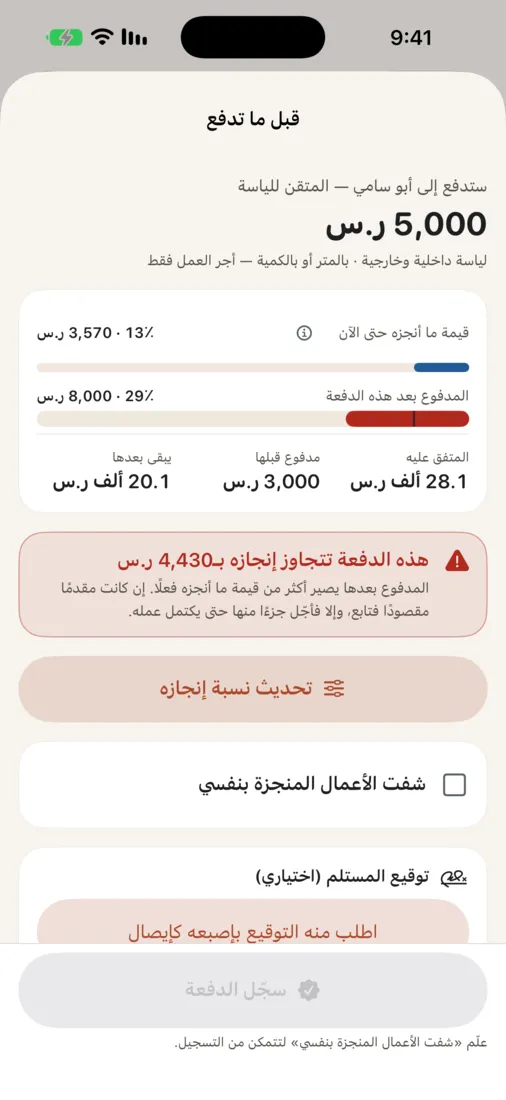 9:41
قبل ما تدفع
ستدفع إلى أبو سامي — المتقن للياسة
5,000 ر.س
لياسة داخلية وخارجية · بالمتر أو بالكمية — أجر العمل فقط
قيمة ما أنجزه حتى الآن
13٪ · 3,570 ر.س
المدفوع بعد هذه الدفعة
29٪ · 8,000 ر.س
المتفق عليه
28.1 ألف ر.س
مدفوع قبلها
3,000 ر.س
يبقى بعدها
20.1 ألف ر.س
هذه الدفعة تتجاوز إنجازه بـ4,430 ر.س
المدفوع بعدها يصير أكثر من قيمة ما أنجزه فعلًا. إن كانت مقدمًا
مقصودًا فتابع، وإلا فأجّل جزءًا منها حتى يكتمل عمله.
تحديث نسبة إنجازه
شفت الأعمال المنجزة بنفسي
توقيع المستلم (اختياري)
اطلب منه التوقيع بإصبعه كإيصال
سجّل الدفعة
علّم «شفت الأعمال المنجزة بنفسي» لتتمكن من التسجيل.